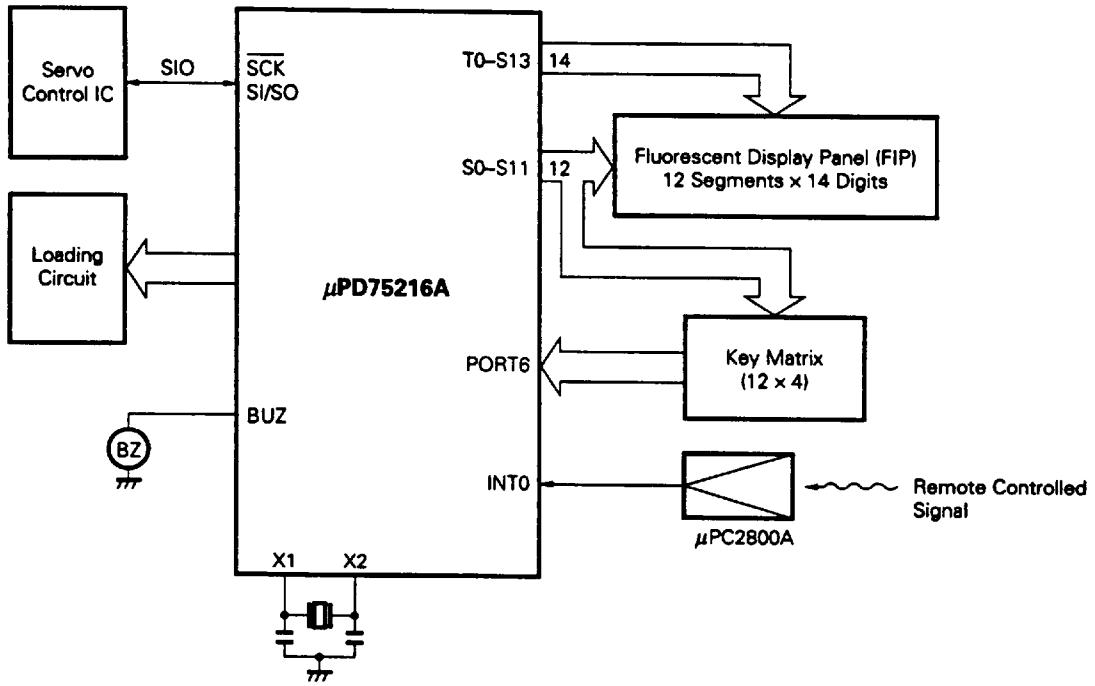 Servo
Control IC
SIO
SCK
SI/SO
T0–S13
14
Fluorescent Display Panel (FIP)
12 Segments × 14 Digits
S0–S11
12
Loading
Circuit
μPD75216A
PORT6
Key Matrix
(12 × 4)
BUZ
BZ
INT0
Remote Controlled
Signal
μPC2800A
X1
X2